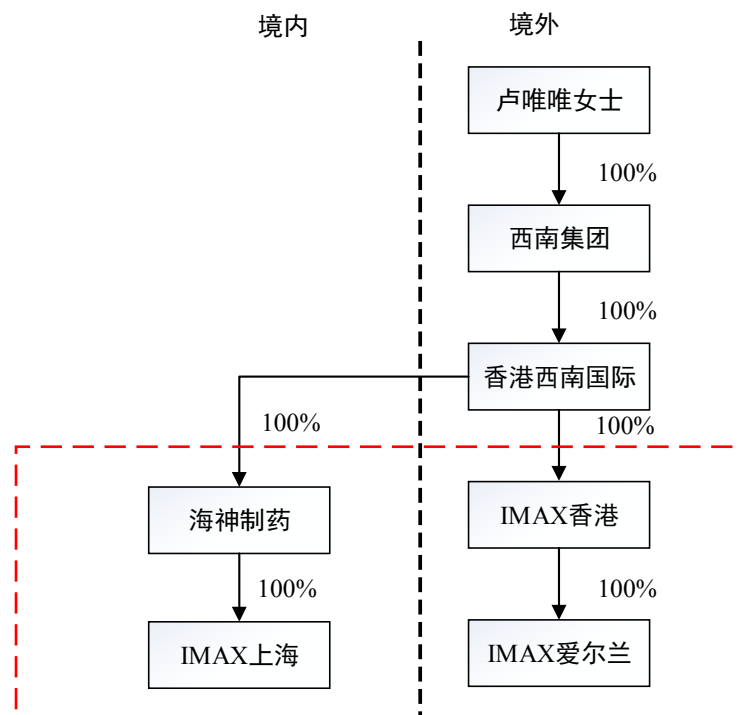 境内
境外
卢唯唯女士
100%
西南集团
100%
香港西南国际
100%
100%
海神制药
IMAX香港
100%
100%
IMAX上海
IMAX爱尔兰